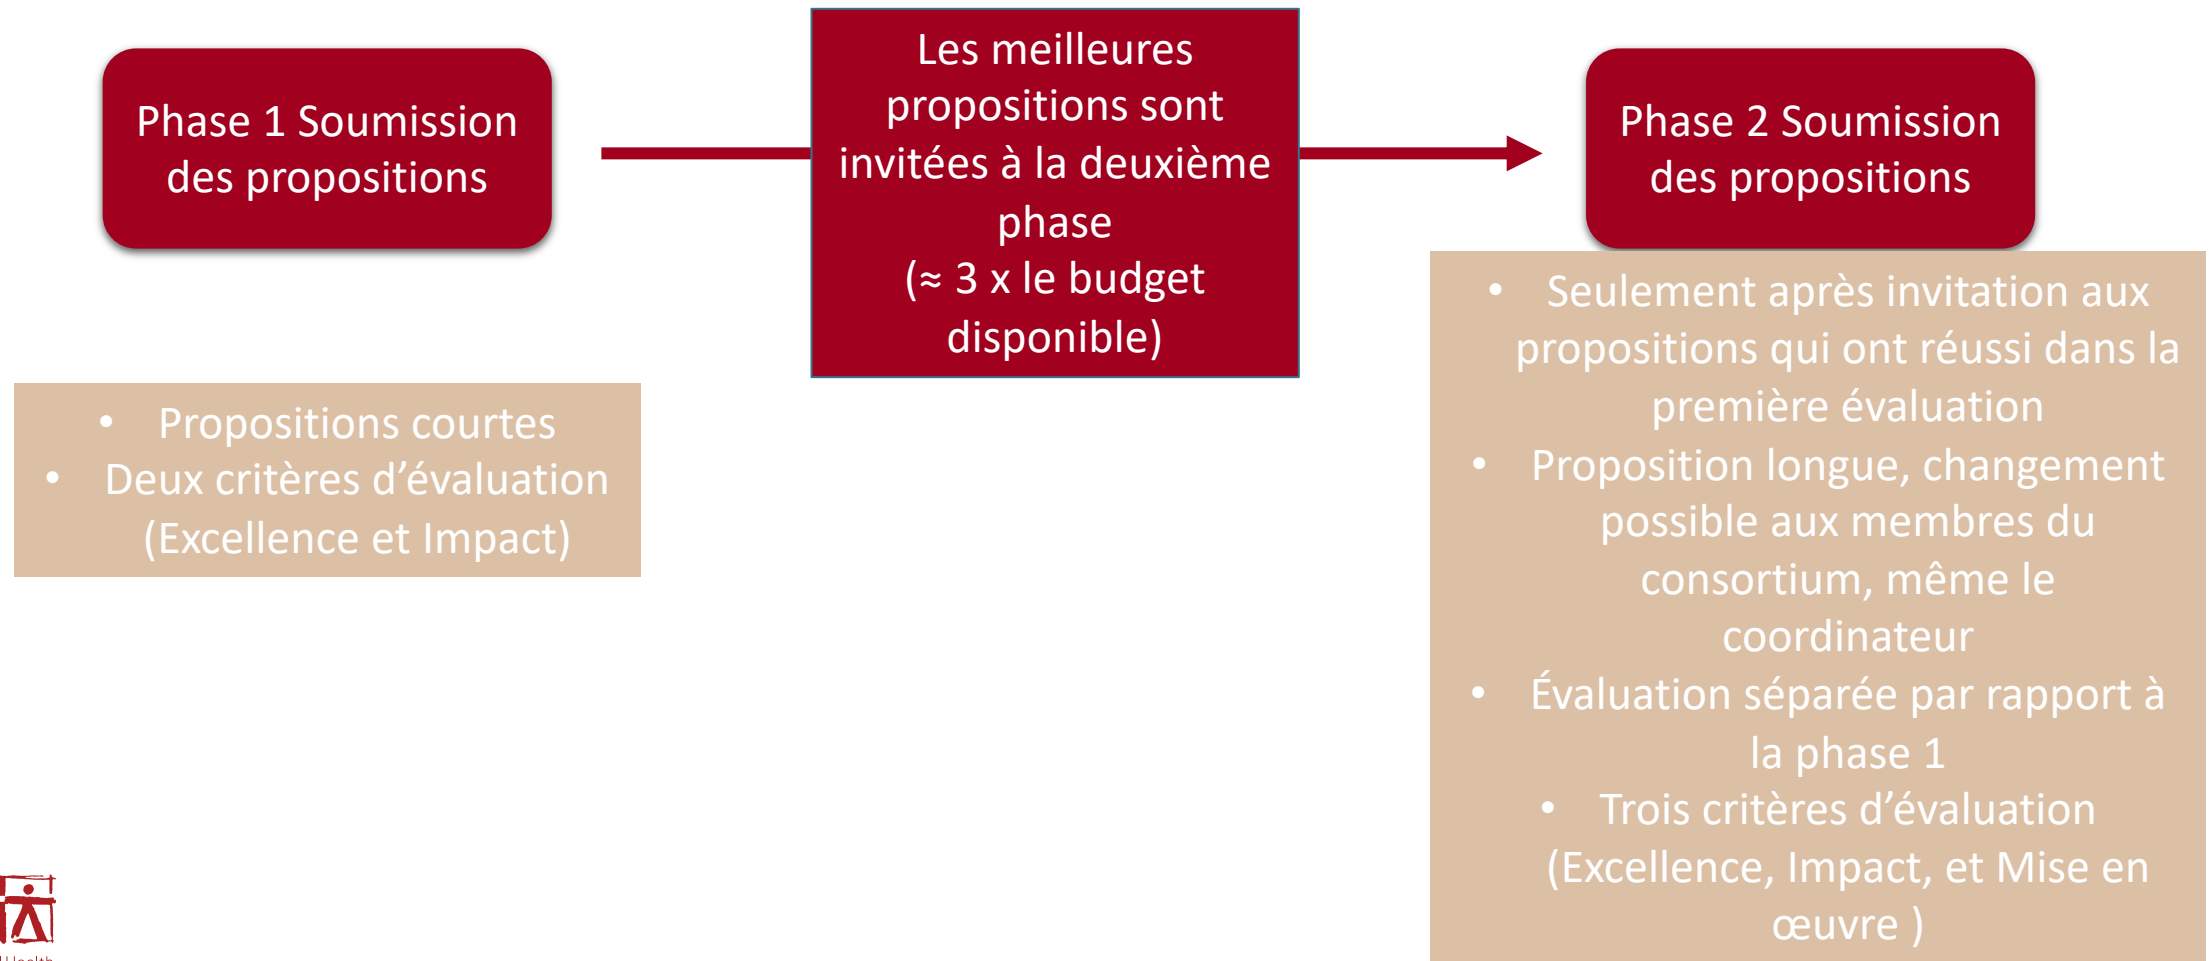 Phase 1 Soumission
des propositions
Les meilleures
propositions sont
invitées à la deuxième
phase
(≈ 3 x le budget
disponible)
Phase 2 Soumission
des propositions
• Propositions courtes
• Deux critères d’évaluation
(Excellence et Impact)
• Seulement après invitation aux
propositions qui ont réussi dans la
première évaluation
• Proposition longue, changement
possible aux membres du
consortium, même le
coordinateur
• Évaluation séparée par rapport à
la phase 1
• Trois critères d’évaluation
(Excellence, Impact, et Mise en
œuvre )